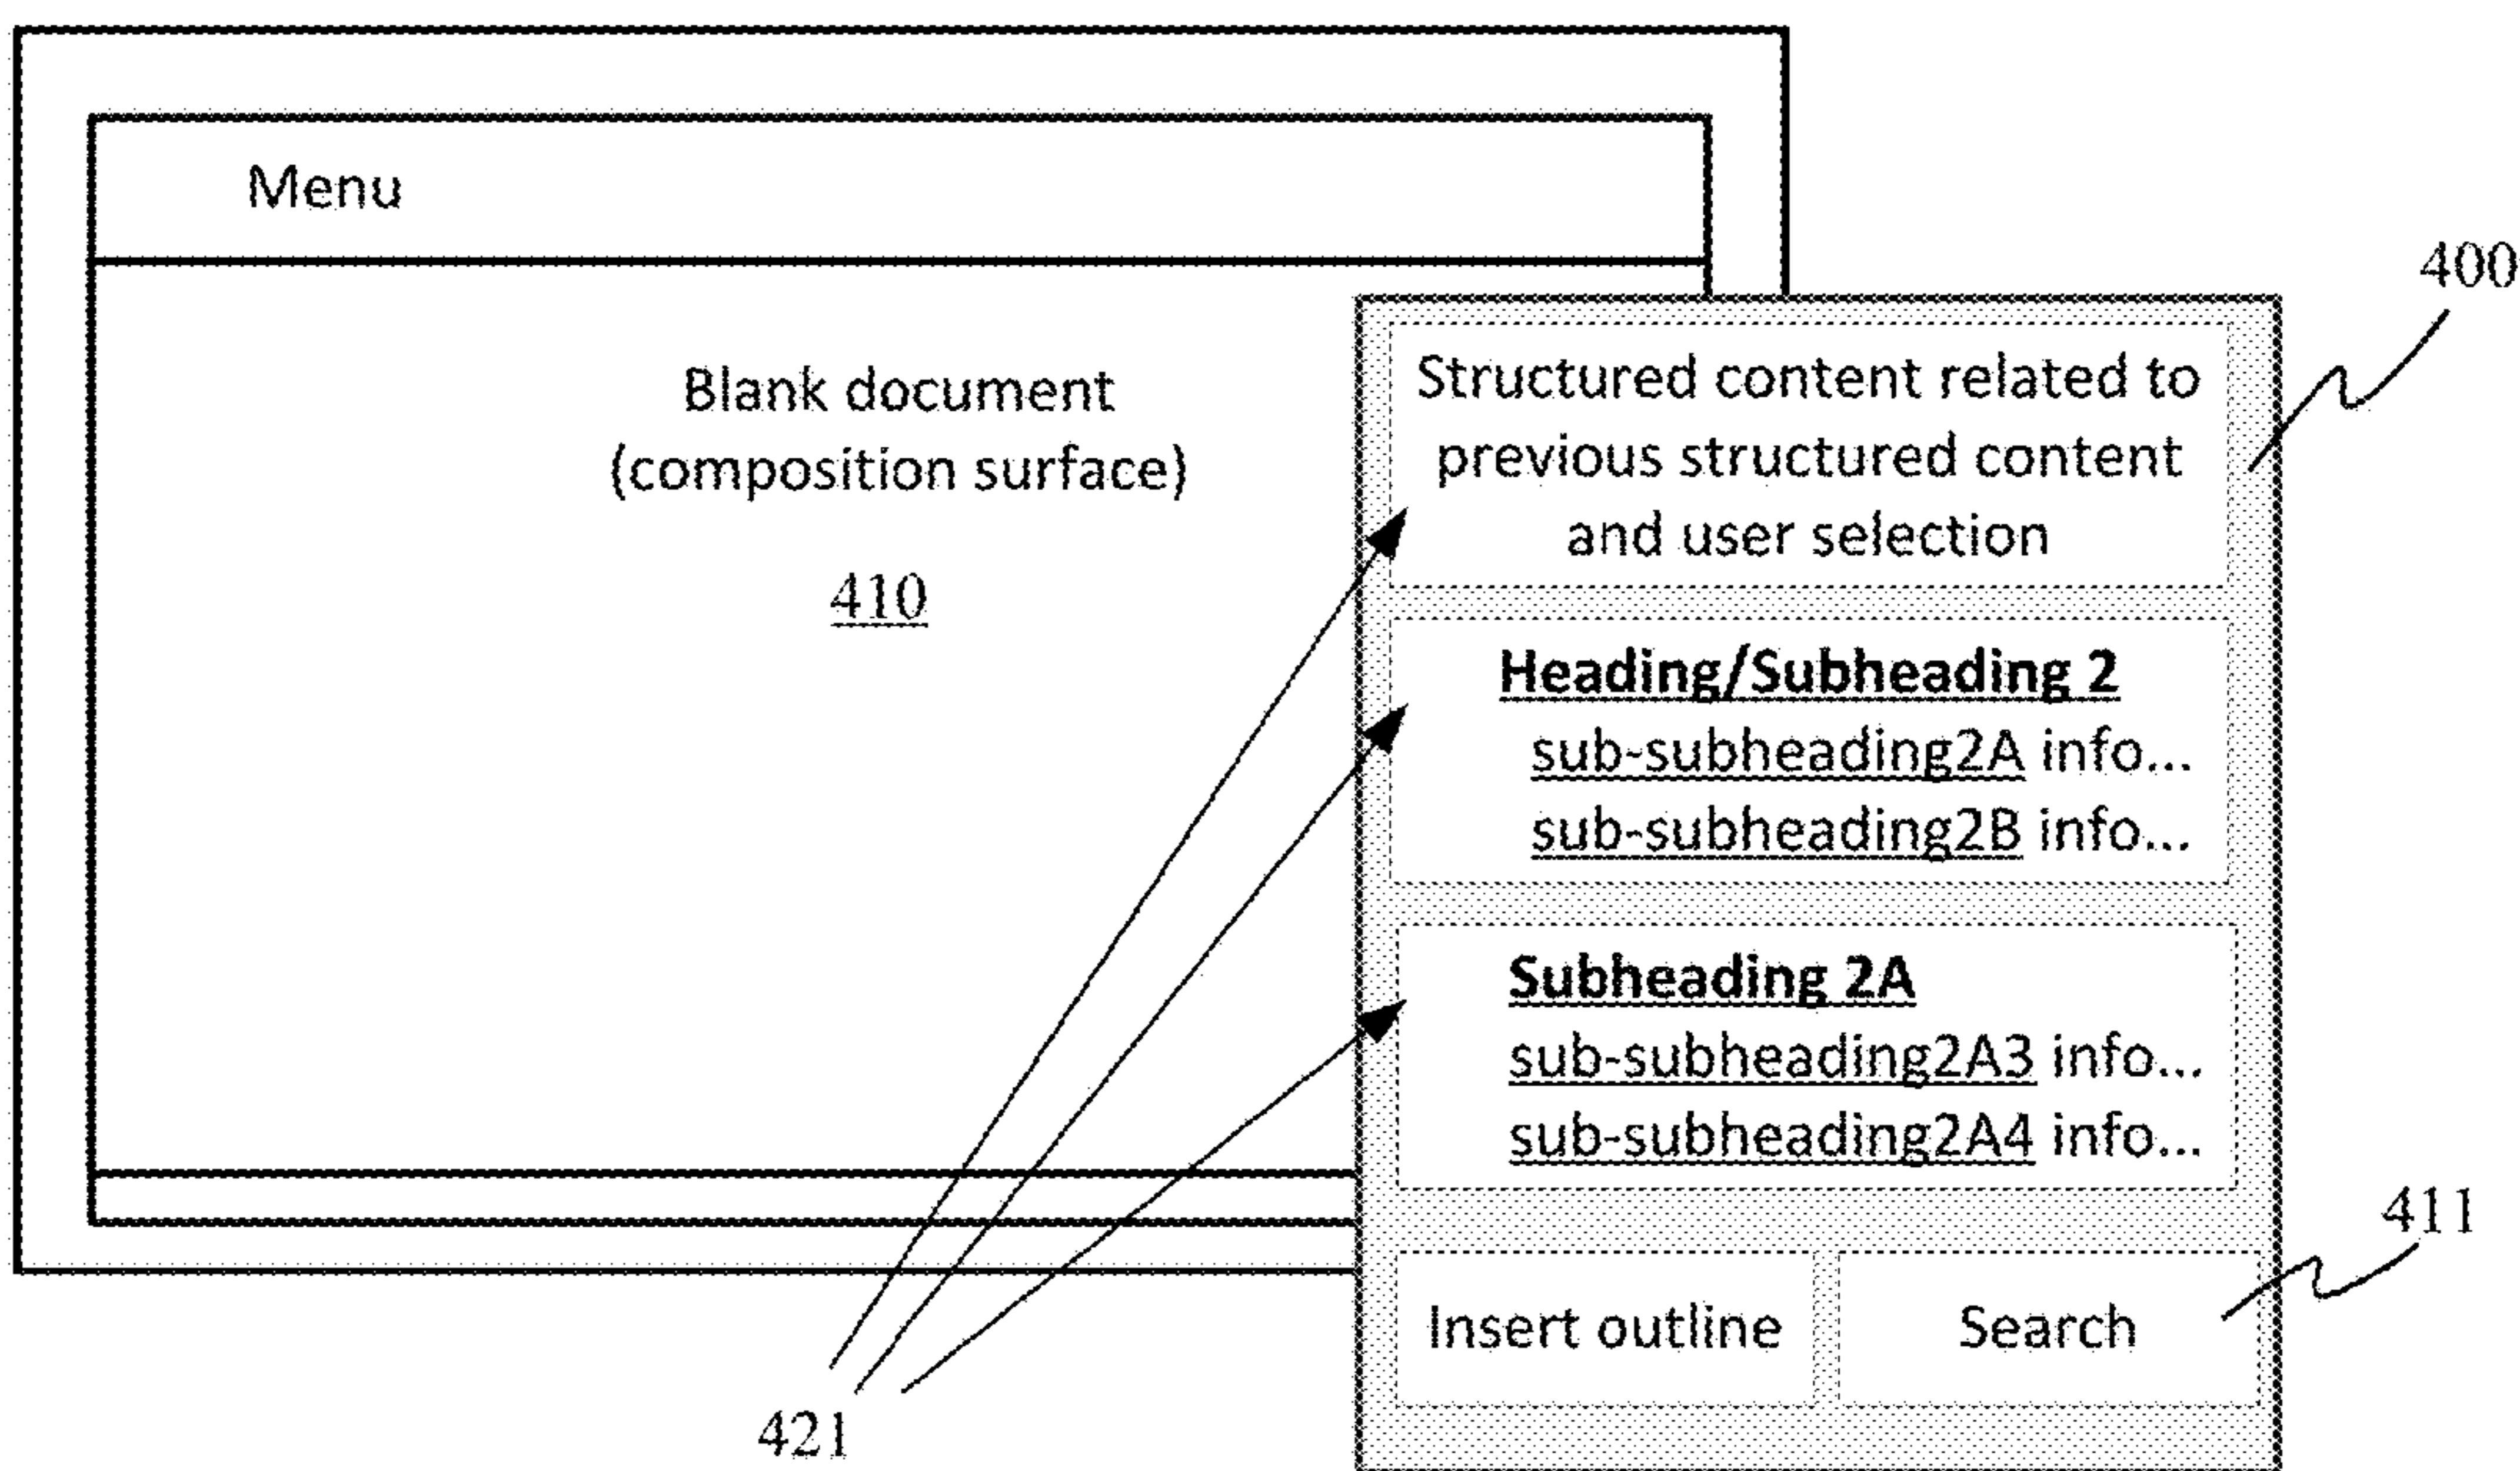 Menu
400
Blank document
(composition surface)
410
Structured content related to
previous structured content
and user selection
Heading/Subheading 2
sub-subheading2A info...
sub-subheading2B info...
Subheading 2A
sub-subheading2A3 info...
sub-subheading2A4 info...
411
Insert outline
Search
421